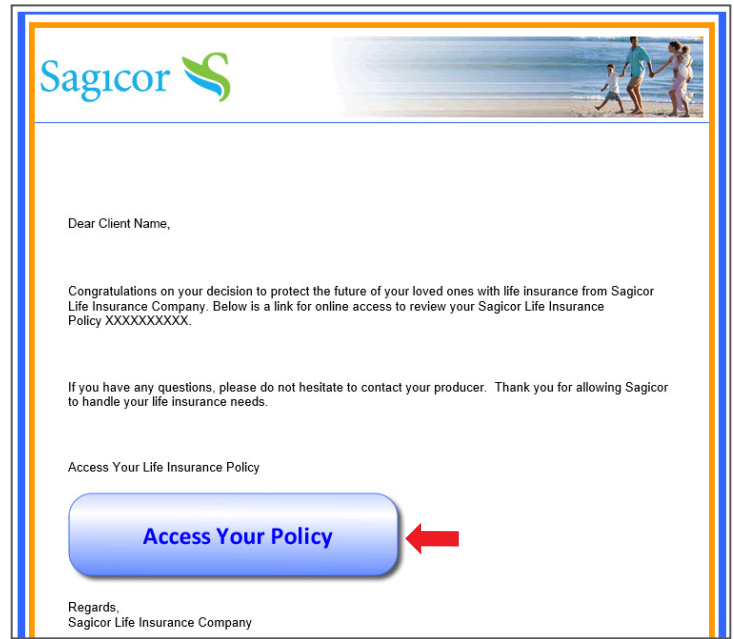 Sagicor
Dear Client Name,
Congratulations on your decision to protect the future of your loved ones with life insurance from Sagicor
Life Insurance Company. Below is a link for online access to review your Sagicor Life Insurance
Policy XXXXXXXXXX.
If you have any questions, please do not hesitate to contact your producer.  Thank you for allowing Sagicor
to handle your life insurance needs.
Access Your Life Insurance Policy
Access Your Policy
Regards,
Sagicor Life Insurance Company